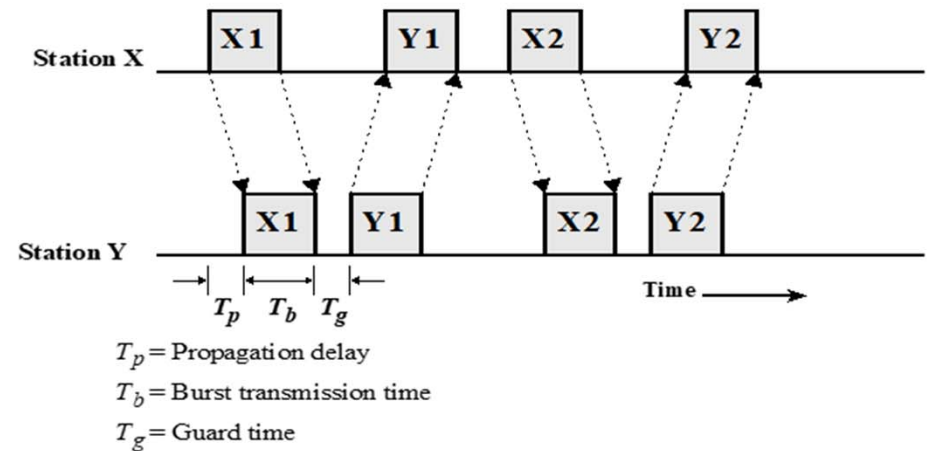 X1 Y1 X2 Y2
Station X
X1 Y1 X2 Y2
Station Y
Time
Tp Tb Tg
Tp = Propagation delay
Tb = Burst transmission time
Tg = Guard time